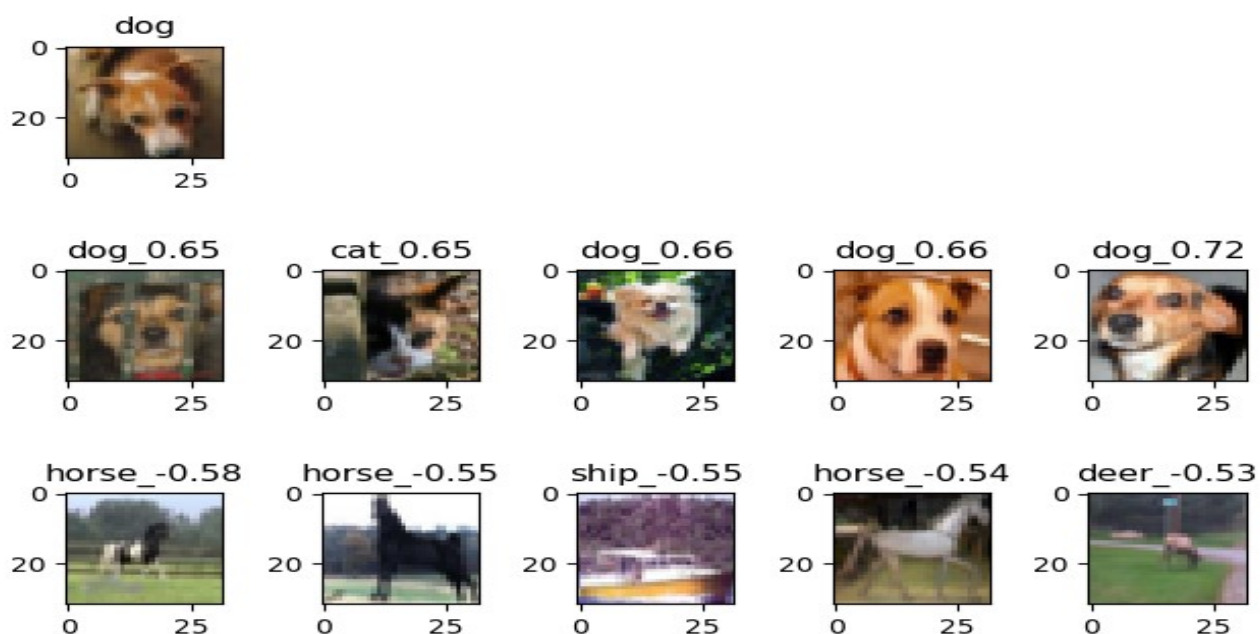 dog
0
20
0 25
dog_0.65 cat_0.65 dog_0.66 dog_0.66 dog_0.72
0 0 0 0 0
20 20 20 20 20
0 25 0 25 0 25 0 25 0 25
horse_-0.58 horse_-0.55 ship_-0.55 horse_-0.54 deer_-0.53
0 0 0 0 0
20 20 20 20 20
0 25 0 25 0 25 0 25 0 25